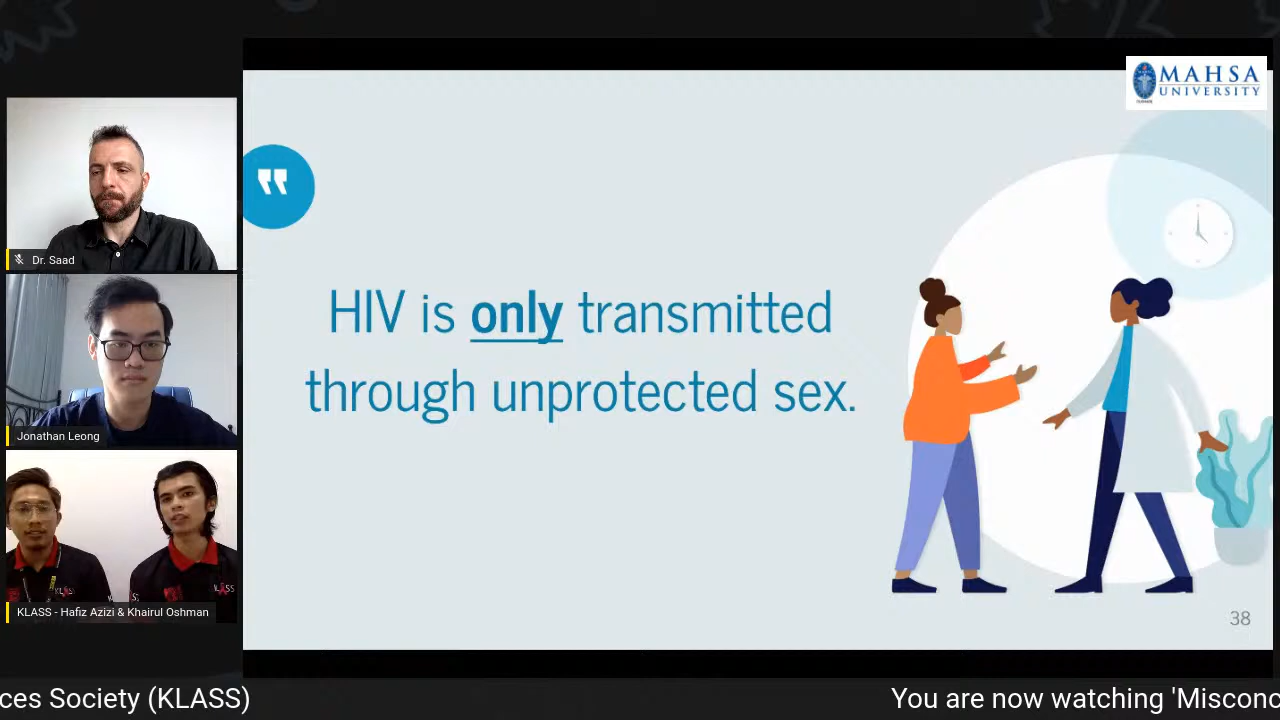 MAHSA
UNIVERSITY
HIV is only transmitted
through unprotected sex.
Dr. Saad
Jonathan Leong
KLASS - Hafiz Azizi & Khairul Oshman
38
ces Society (KLASS)
You are now watching 'Misconc